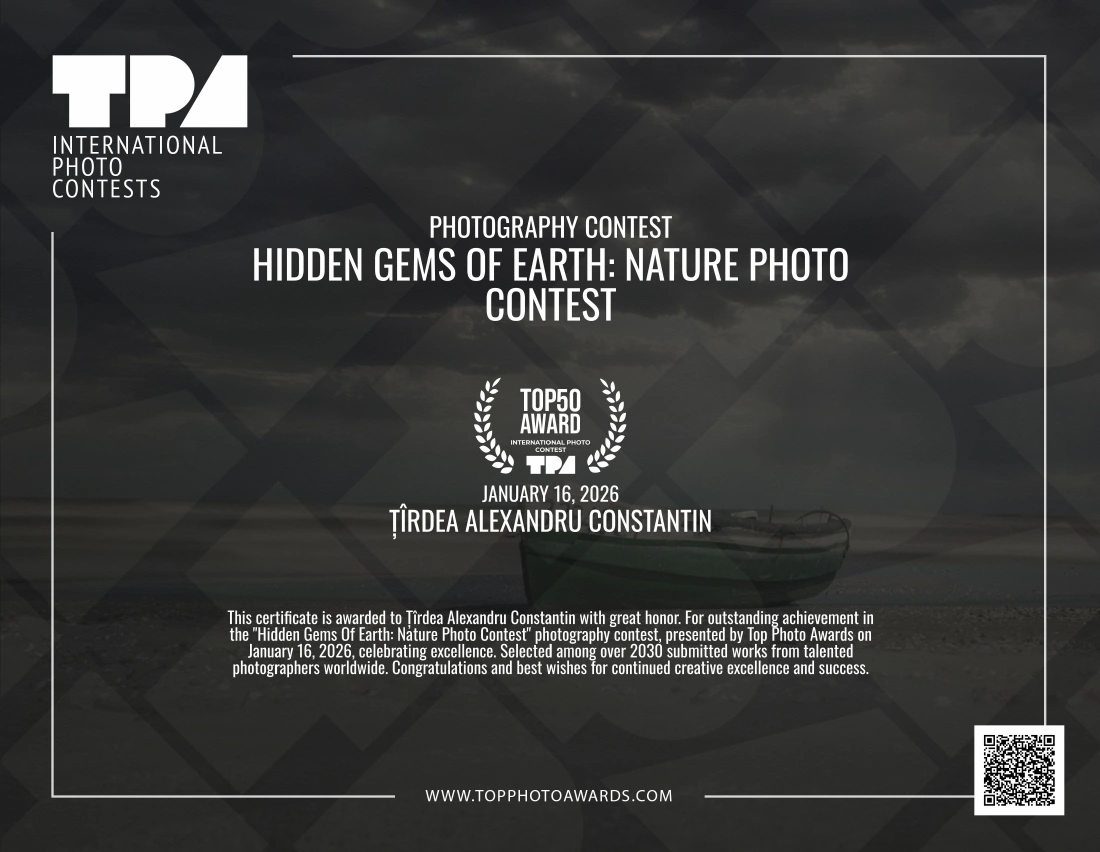 TPA
INTERNATIONAL
PHOTO
CONTESTS
PHOTOGRAPHY CONTEST
HIDDEN GEMS OF EARTH: NATURE PHOTO
CONTEST
TOP50
AWARD
INTERNATIONAL PHOTO
CONTEST
TPA
JANUARY 16, 2026
ȚÎRDEA ALEXANDRU CONSTANTIN
This certificate is awarded to Țîrdea Alexandru Constantin with great honor. For outstanding achievement in
the "Hidden Gems Of Earth: Nature Photo Contest" photography contest, presented by Top Photo Awards on
January 16, 2026, celebrating excellence. Selected among over 2030 submitted works from talented
photographers worldwide. Congratulations and best wishes for continued creative excellence and success.
WWW.TOPPHOTOAWARDS.COM